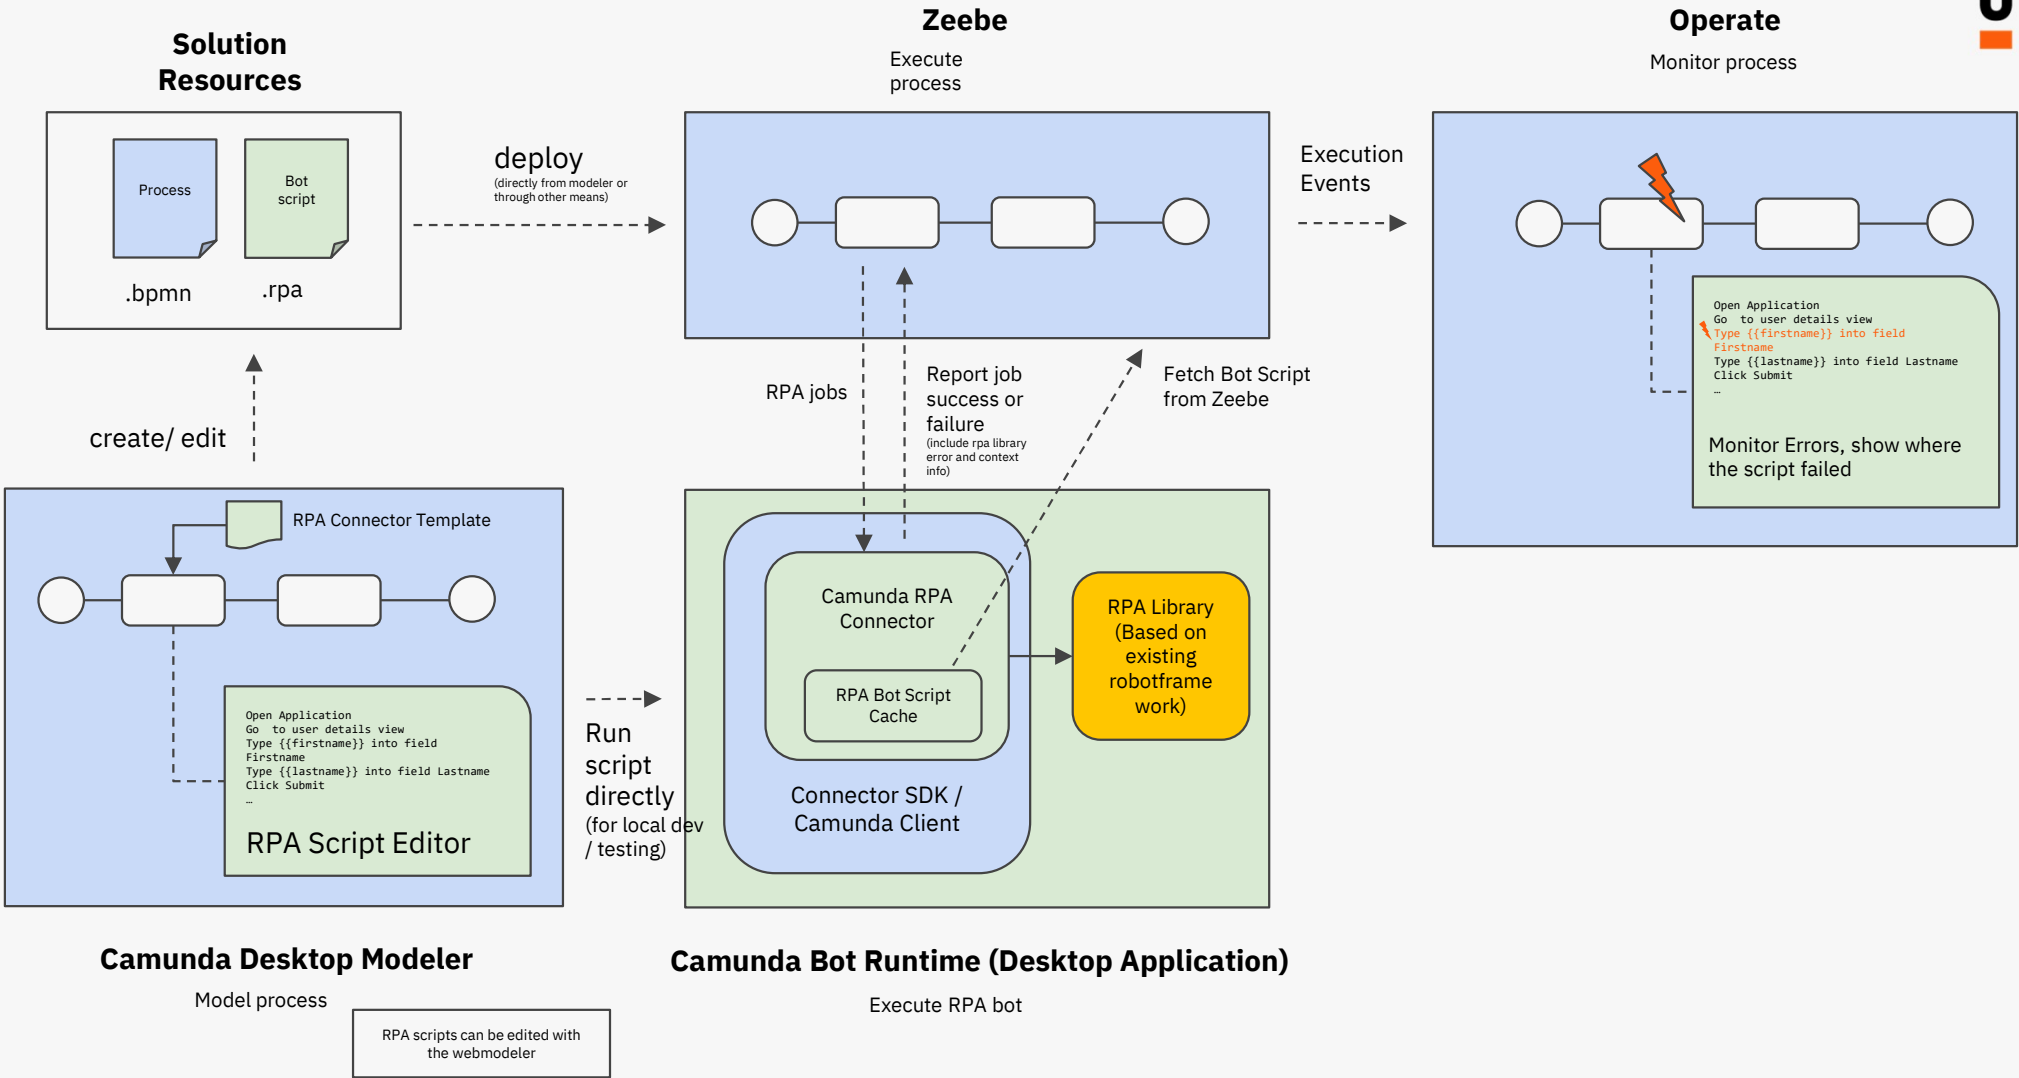 Solution
Resources
Process
Bot
script
.bpmn
.rpa
deploy
(directly from modeler or
through other means)
Zeebe
Execute
process
Execution
Events
Operate
Monitor process
Open Application
Go  to user details view
Type {{firstname}} into field
Firstname
Type {{lastname}} into field Lastname
Click Submit
…
Monitor Errors, show where
the script failed
create/ edit
RPA jobs
Report job
success or
failure
(include rpa library
error and context
info)
Fetch Bot Script
from Zeebe
RPA Connector Template
Open Application
Go  to user details view
Type {{firstname}} into field
Firstname
Type {{lastname}} into field Lastname
Click Submit
…
RPA Script Editor
Run
script
directly
(for local dev
/ testing)
Camunda RPA
Connector
RPA Bot Script
Cache
Connector SDK /
Camunda Client
RPA Library
(Based on
existing
robotframe
work)
Camunda Desktop Modeler
Model process
RPA scripts can be edited with
the webmodeler
Camunda Bot Runtime (Desktop Application)
Execute RPA bot